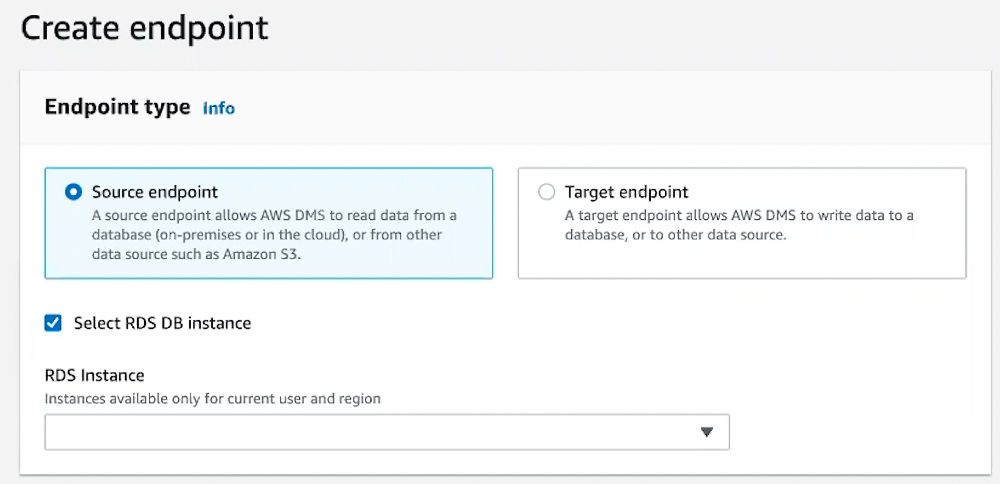 Create endpoint
Endpoint type Info
Source endpoint
A source endpoint allows AWS DMS to read data from a
database (on-premises or in the cloud), or from other
data source such as Amazon S3.
Target endpoint
A target endpoint allows AWS DMS to write data to a
database, or to other data source.
Select RDS DB instance
RDS Instance
Instances available only for current user and region